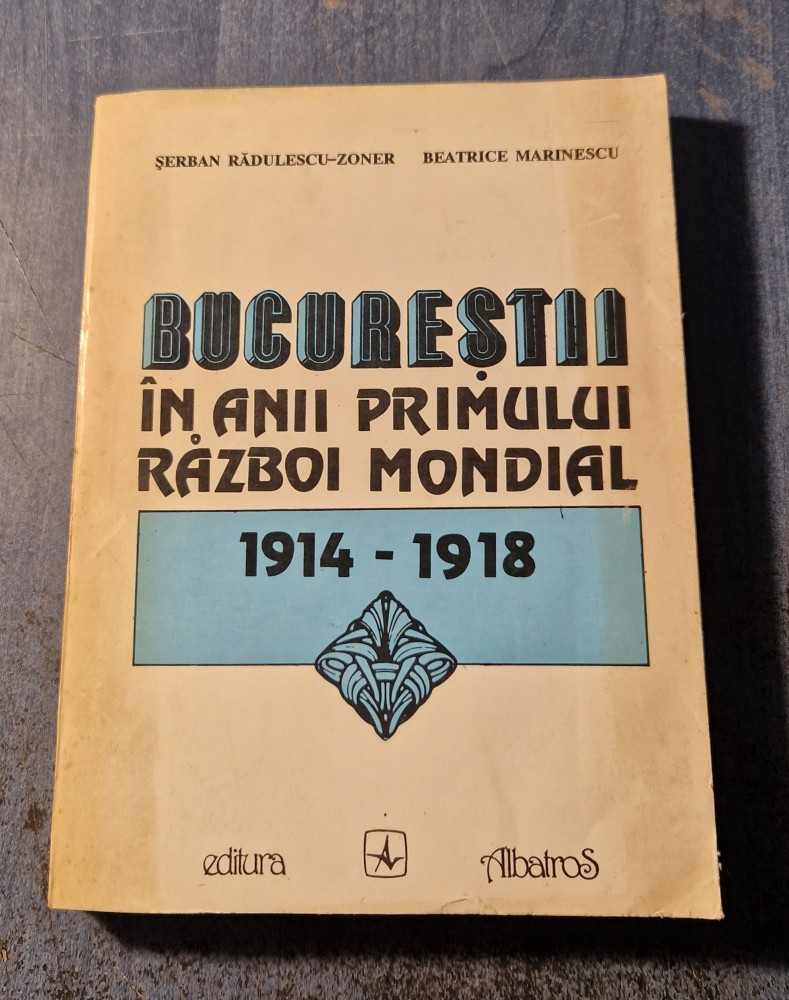 ȘERBAN RĂDULESCU–ZONER BEATRICE MARINESCU
BUCUREȘTII
ÎN ANII PRIMULUI
RĂZBOI MONDIAL
1914 - 1918
editura Albatros